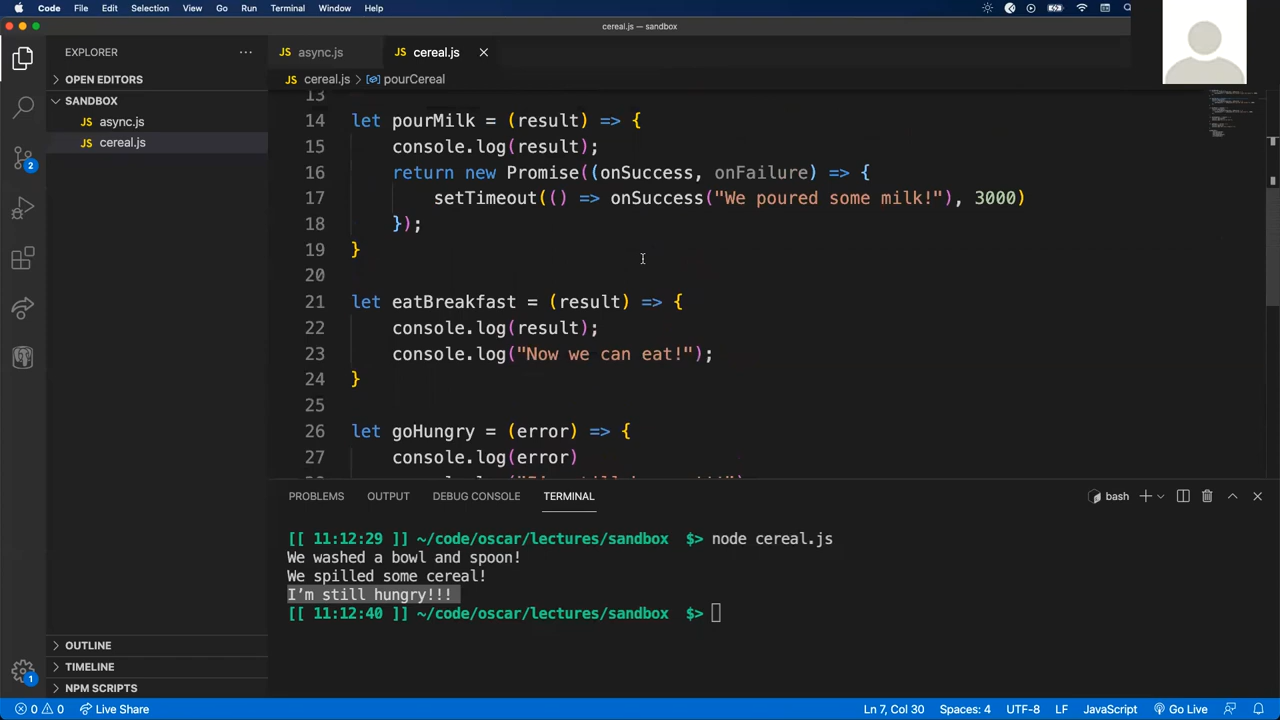 Code File Edit Selection View Go Run Terminal Window Help
cereal.js — sandbox
EXPLORER ···
JS async.js JS cereal.js
OPEN EDITORS
JS cereal.js > pourCereal
SANDBOX
JS async.js
JS cereal.js
13
14 let pourMilk = (result) => {
15 console.log(result);
16 return new Promise((onSuccess, onFailure) => {
17 setTimeout(() => onSuccess("We poured some milk!"), 3000)
18 });
19 }
20
21 let eatBreakfast = (result) => {
22 console.log(result);
23 console.log("Now we can eat!");
24 }
25
26 let goHungry = (error) => {
27 console.log(error)
2
PROBLEMS OUTPUT DEBUG CONSOLE TERMINAL bash
[[ 11:12:29 ]] ~/code/oscar/lectures/sandbox $> node cereal.js
We washed a bowl and spoon!
We spilled some cereal!
I’m still hungry!!!
[[ 11:12:40 ]] ~/code/oscar/lectures/sandbox $>
OUTLINE
TIMELINE
NPM SCRIPTS
1
0 0 Live Share Ln 7, Col 30 Spaces: 4 UTF-8 LF JavaScript Go Live